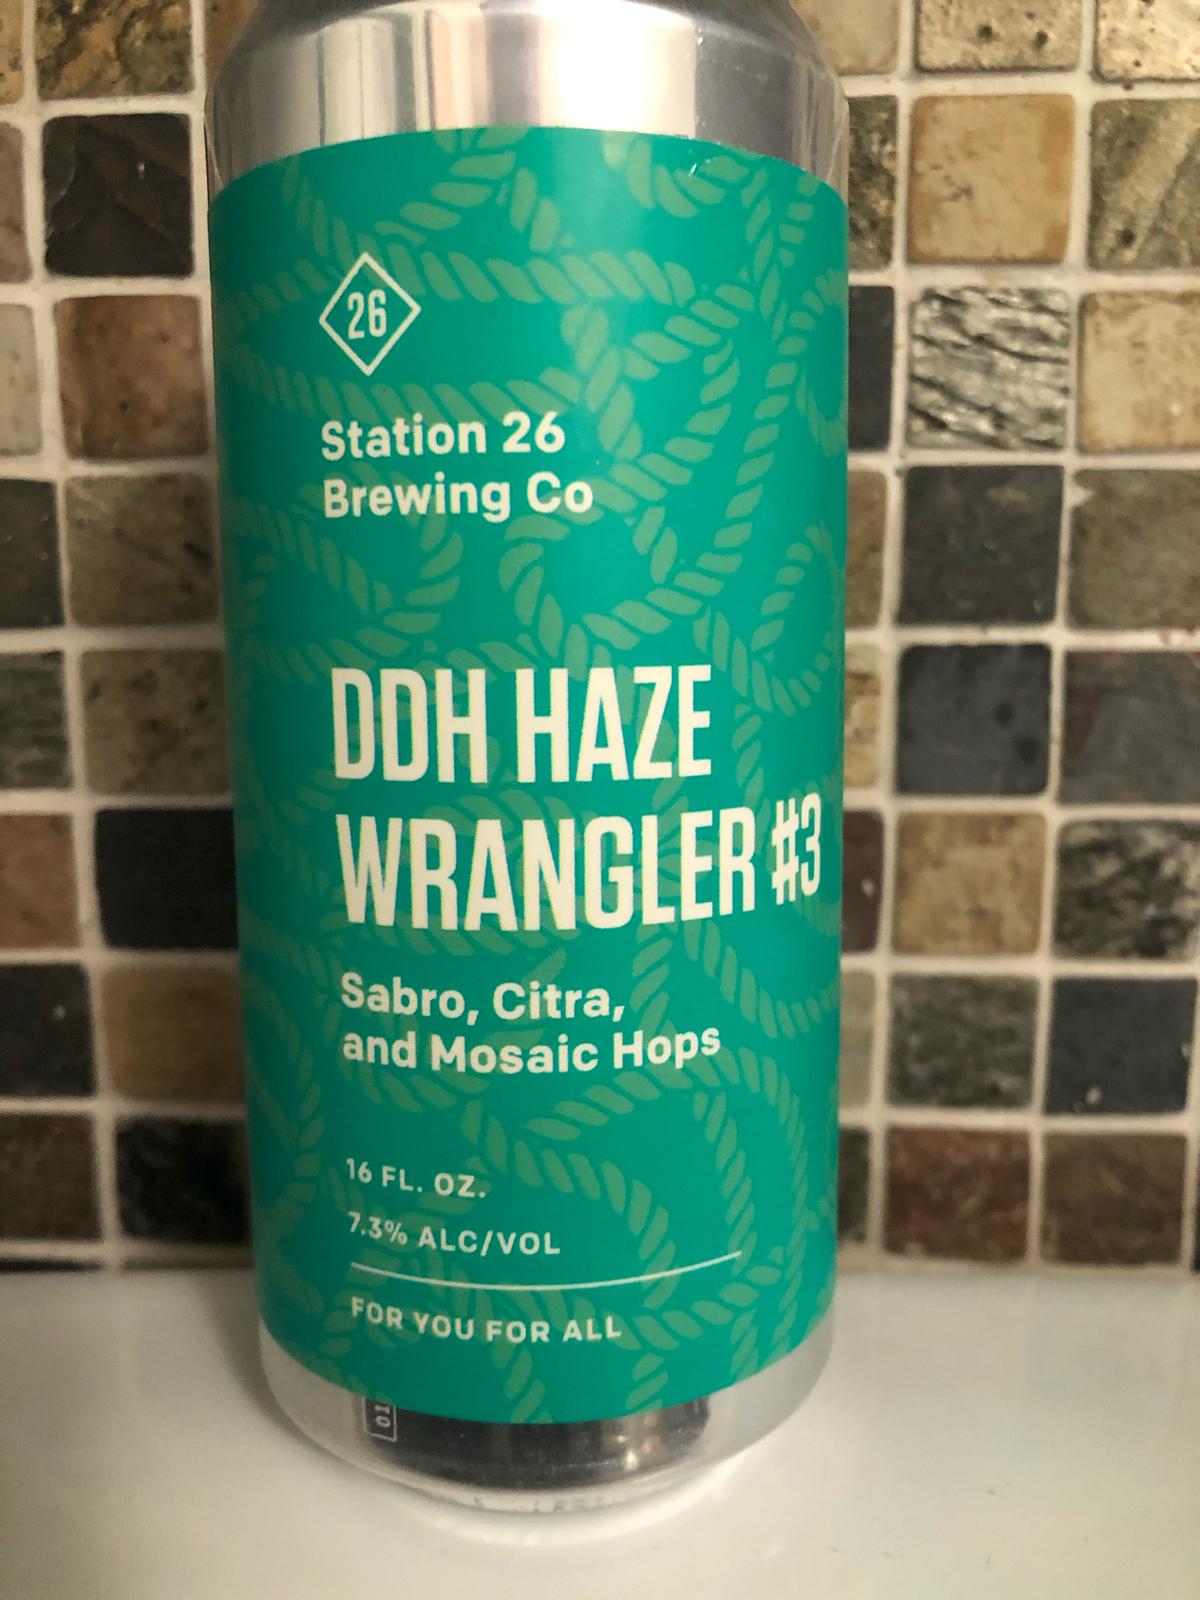 26
Station 26
Brewing Co
DDH HAZE
WRANGLER #3
Sabro, Citra,
and Mosaic Hops
16 FL. OZ.
7.3% ALC/VOL
FOR YOU FOR ALL